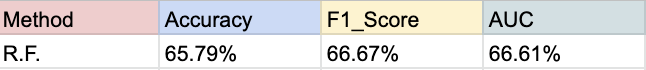 Method Accuracy F1_Score AUC
R.F. 65.79% 66.67% 66.61%